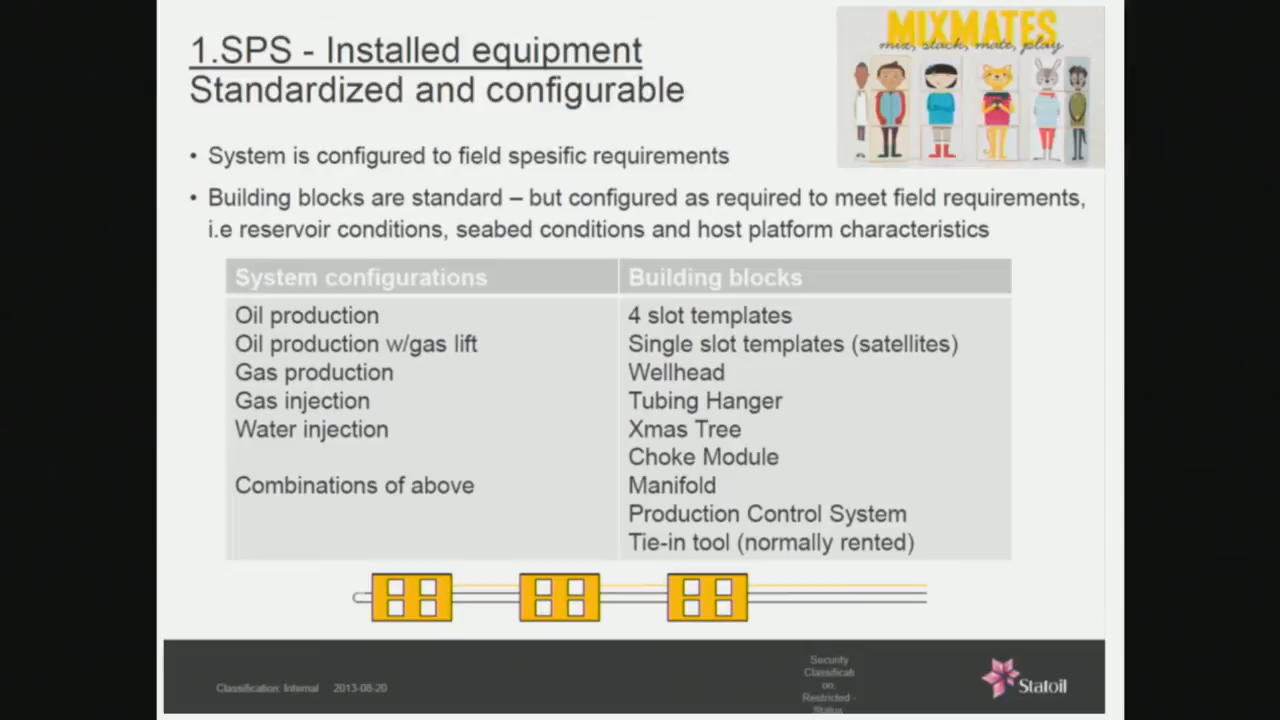 1.SPS - Installed equipment
Standardized and configurable
MIXMATES
mix, stack, mate, play
• System is configured to field spesific requirements
• Building blocks are standard – but configured as required to meet field requirements,
i.e reservoir conditions, seabed conditions and host platform characteristics
System configurations
Building blocks
Oil production
Oil production w/gas lift
Gas production
Gas injection
Water injection
Combinations of above
4 slot templates
Single slot templates (satellites)
Wellhead
Tubing Hanger
Xmas Tree
Choke Module
Manifold
Production Control System
Tie-in tool (normally rented)
Classification: Internal 2013-08-20
Security
Classificati
on:
Restricted -
Status
Statoil